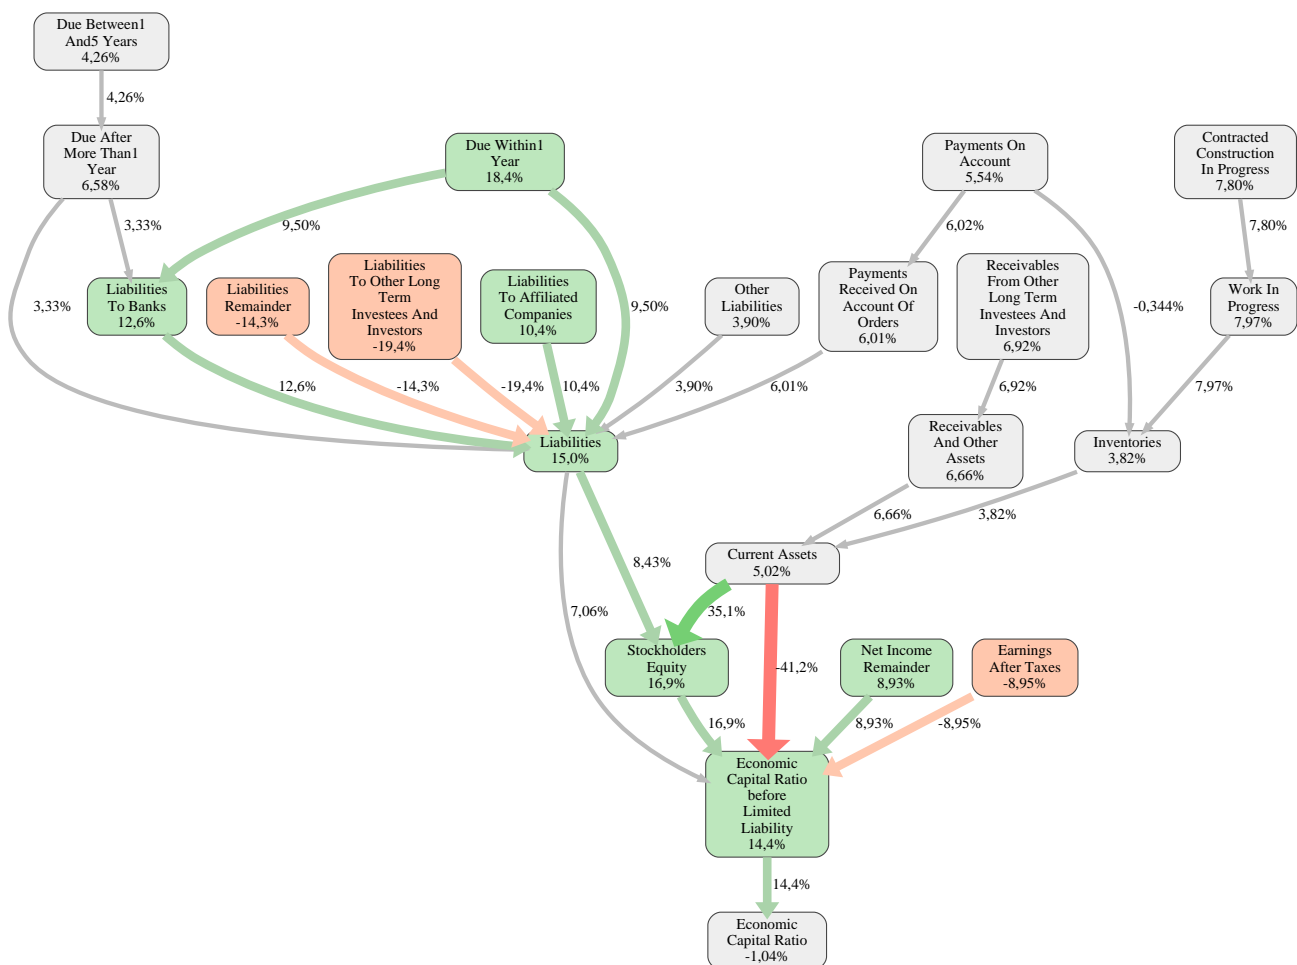 Due Between1
And5 Years
4,26%
4,26%
Due After
More Than1
Year
6,58%
Due Within1
Year
18,4%
Payments On
Account
5,54%
Contracted
Construction
In Progress
7,80%
3,33%
9,50%
6,02%
7,80%
Liabilities
To Banks
12,6%
Liabilities
Remainder
-14,3%
Liabilities
To Other Long
Term
Investees And
Investors
-19,4%
Liabilities
To Affiliated
Companies
10,4%
Other
Liabilities
3,90%
Payments
Received On
Account Of
Orders
6,01%
Receivables
From Other
Long Term
Investees And
Investors
6,92%
Work In
Progress
7,97%
3,33%
9,50%
-0,344%
12,6%
-14,3%
-19,4%
10,4%
3,90%
6,01%
6,92%
7,97%
Liabilities
15,0%
Receivables
And Other
Assets
6,66%
Inventories
3,82%
6,66%
3,82%
8,43%
Current Assets
5,02%
7,06%
35,1%
-41,2%
Stockholders
Equity
16,9%
Net Income
Remainder
8,93%
Earnings
After Taxes
-8,95%
16,9%
8,93%
-8,95%
Economic
Capital Ratio
before
Limited
Liability
14,4%
14,4%
Economic
Capital Ratio
-1,04%